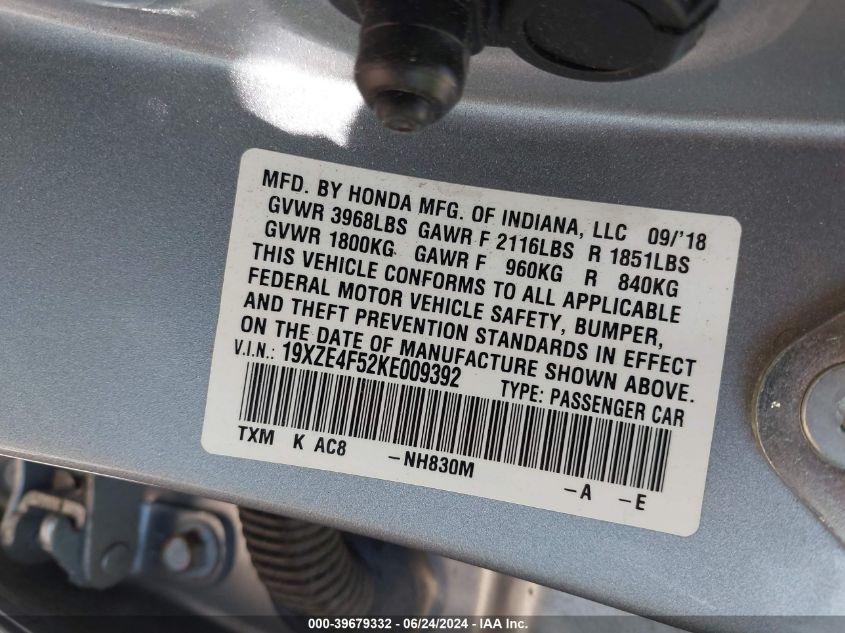 MFD. BY HONDA MFG. OF INDIANA, LLC 09/'18
GVWR 3968LBS GAWR F 2116LBS R 1851LBS
GVWR 1800KG GAWR F 960KG R 840KG
THIS VEHICLE CONFORMS TO ALL APPLICABLE
FEDERAL MOTOR VEHICLE SAFETY, BUMPER,
AND THEFT PREVENTION STANDARDS IN EFFECT
ON THE DATE OF MANUFACTURE SHOWN ABOVE.
V.I.N.: 19XZE4F52KE009392 TYPE: PASSENGER CAR
TXM K AC8 -NH830M -A -E
000-39679332 - 06/24/2024 - IAA Inc.